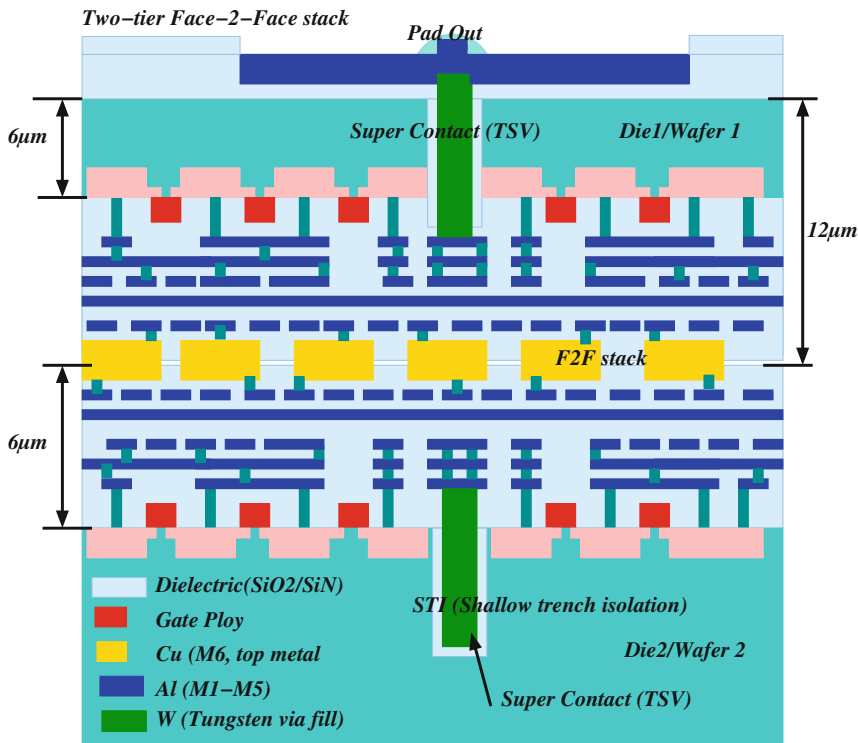 Two-tier Face-2-Face stack
Pad Out
6μm
Super Contact (TSV)
Die1/Wafer 1
12μm
F2F stack
6μm
Dielectric(SiO2/SiN)
Gate Ploy
STI (Shallow trench isolation)
Cu (M6, top metal
Die2/Wafer 2
Al (M1-M5)
Super Contact (TSV)
W (Tungsten via fill)